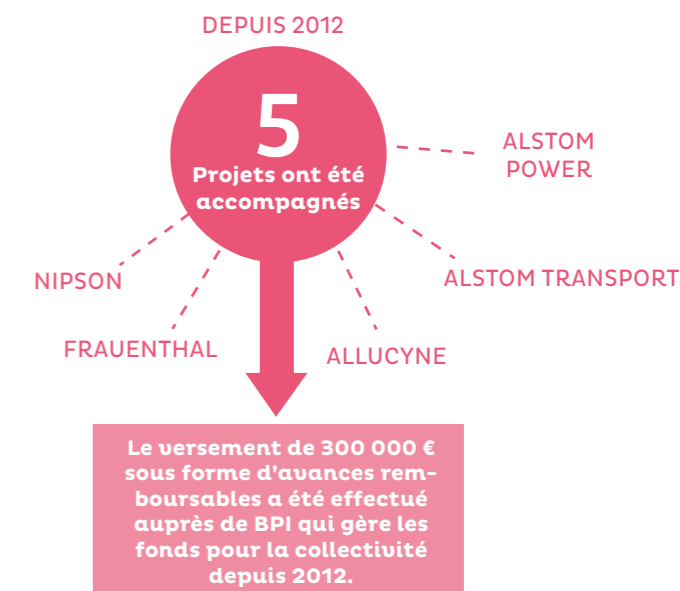 DEPUIS 2012
5
Projets ont été
accompagnés
ALSTOM
POWER
ALSTOM TRANSPORT
NIPSON
FRAUENTHAL
ALLUCYNE
Le versement de 300 000 €
sous forme d'avances rem-
boursables a été effectué
auprès de BPI qui gère les
fonds pour la collectivité
depuis 2012.